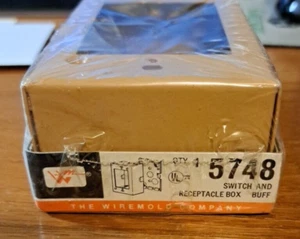 QTY. 1 5748
SWITCH AND
RECEPTACLE BOX BUFF
THE WIREMOLD COMPANY